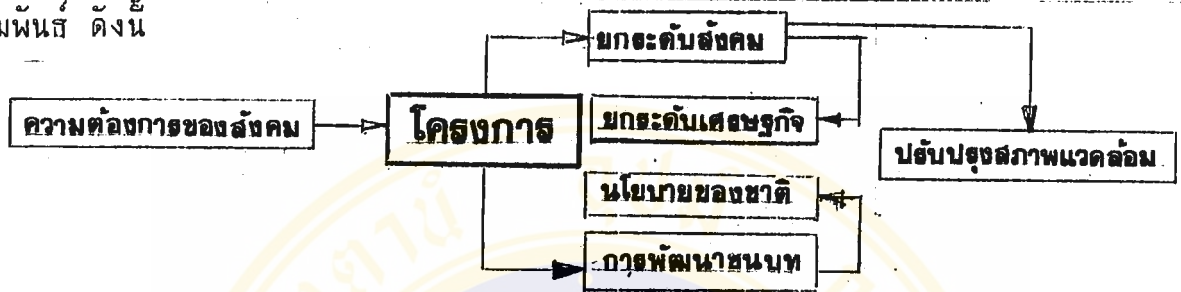 มพันธ์ ดังนี้
ยกระดับสังคม
ความต้องการของสังคม
โครงการ
ยกระดับเศรษฐกิจ
ปรับปรุงสภาพแวดล้อม
นโยบายของชาติ
การพัฒนาชนบท